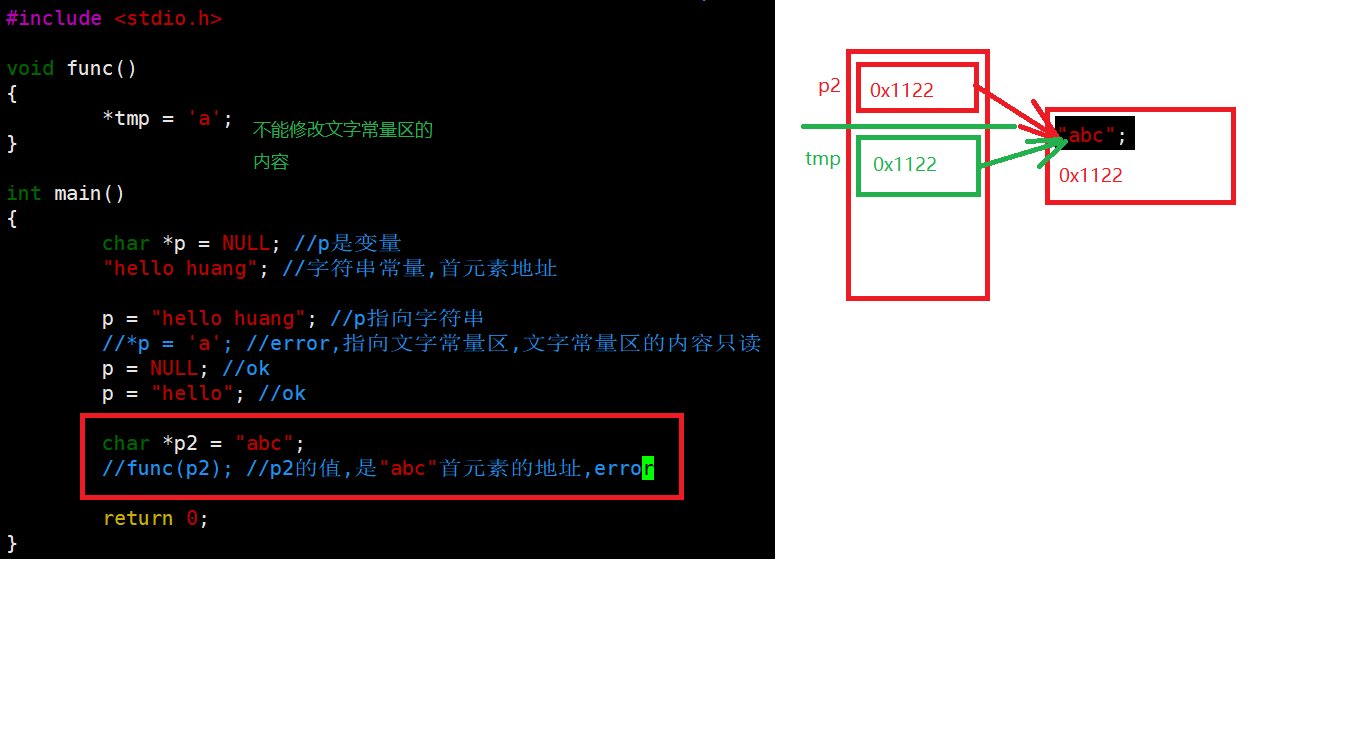 #include <stdio.h>
void func()
{
*tmp = 'a';
不能修改文字常量区的
内容
}
int main()
{
char *p = NULL; //p是变量
"hello huang"; //字符串常量,首元素地址
p = "hello huang"; //p指向字符串
//*p = 'a'; //error,指向文字常量区,文字常量区的内容只读
p = NULL; //ok
p = "hello"; //ok
char *p2 = "abc";
//func(p2); //p2的值,是"abc"首元素的地址,error
return 0;
}
p2
0x1122
tmp
0x1122
"abc";
0x1122